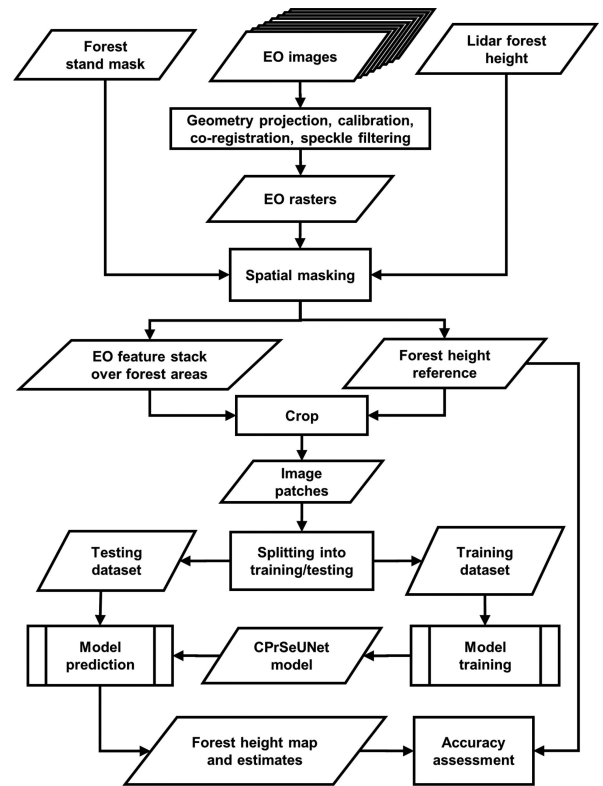 Forest
stand mask
EO images
Lidar forest
height
Geometry projection, calibration,
co-registration, speckle filtering
EO rasters
Spatial masking
EO feature stack
over forest areas
Forest height
reference
Crop
Image
patches
Testing
dataset
Splitting into
training/testing
Training
dataset
Model
prediction
CPrSeUNet
model
Model
training
Forest height map
and estimates
Accuracy
assessment